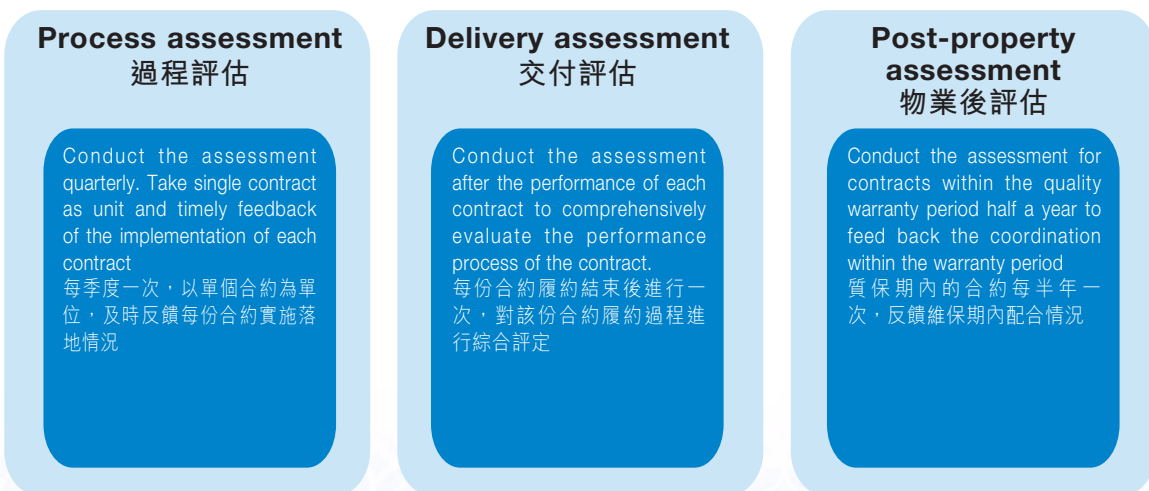 Process assessment
過程評估
Conduct the assessment
quarterly. Take single contract
as unit and timely feedback
of the implementation of each
contract
每季度一次，以單個合約為單
位，及時反饋每份合約實施落
地情況
Delivery assessment
交付評估
Conduct the assessment
after the performance of each
contract to comprehensively
evaluate the performance
process of the contract.
每份合約履約結束後進行一
次，對該份合約履約過程進
行綜合評定
Post-property
assessment
物業後評估
Conduct the assessment for
contracts within the quality
warranty period half a year to
feed back the coordination
within the warranty period
質保期內的合約每半年一
次，反饋維保期內配合情況